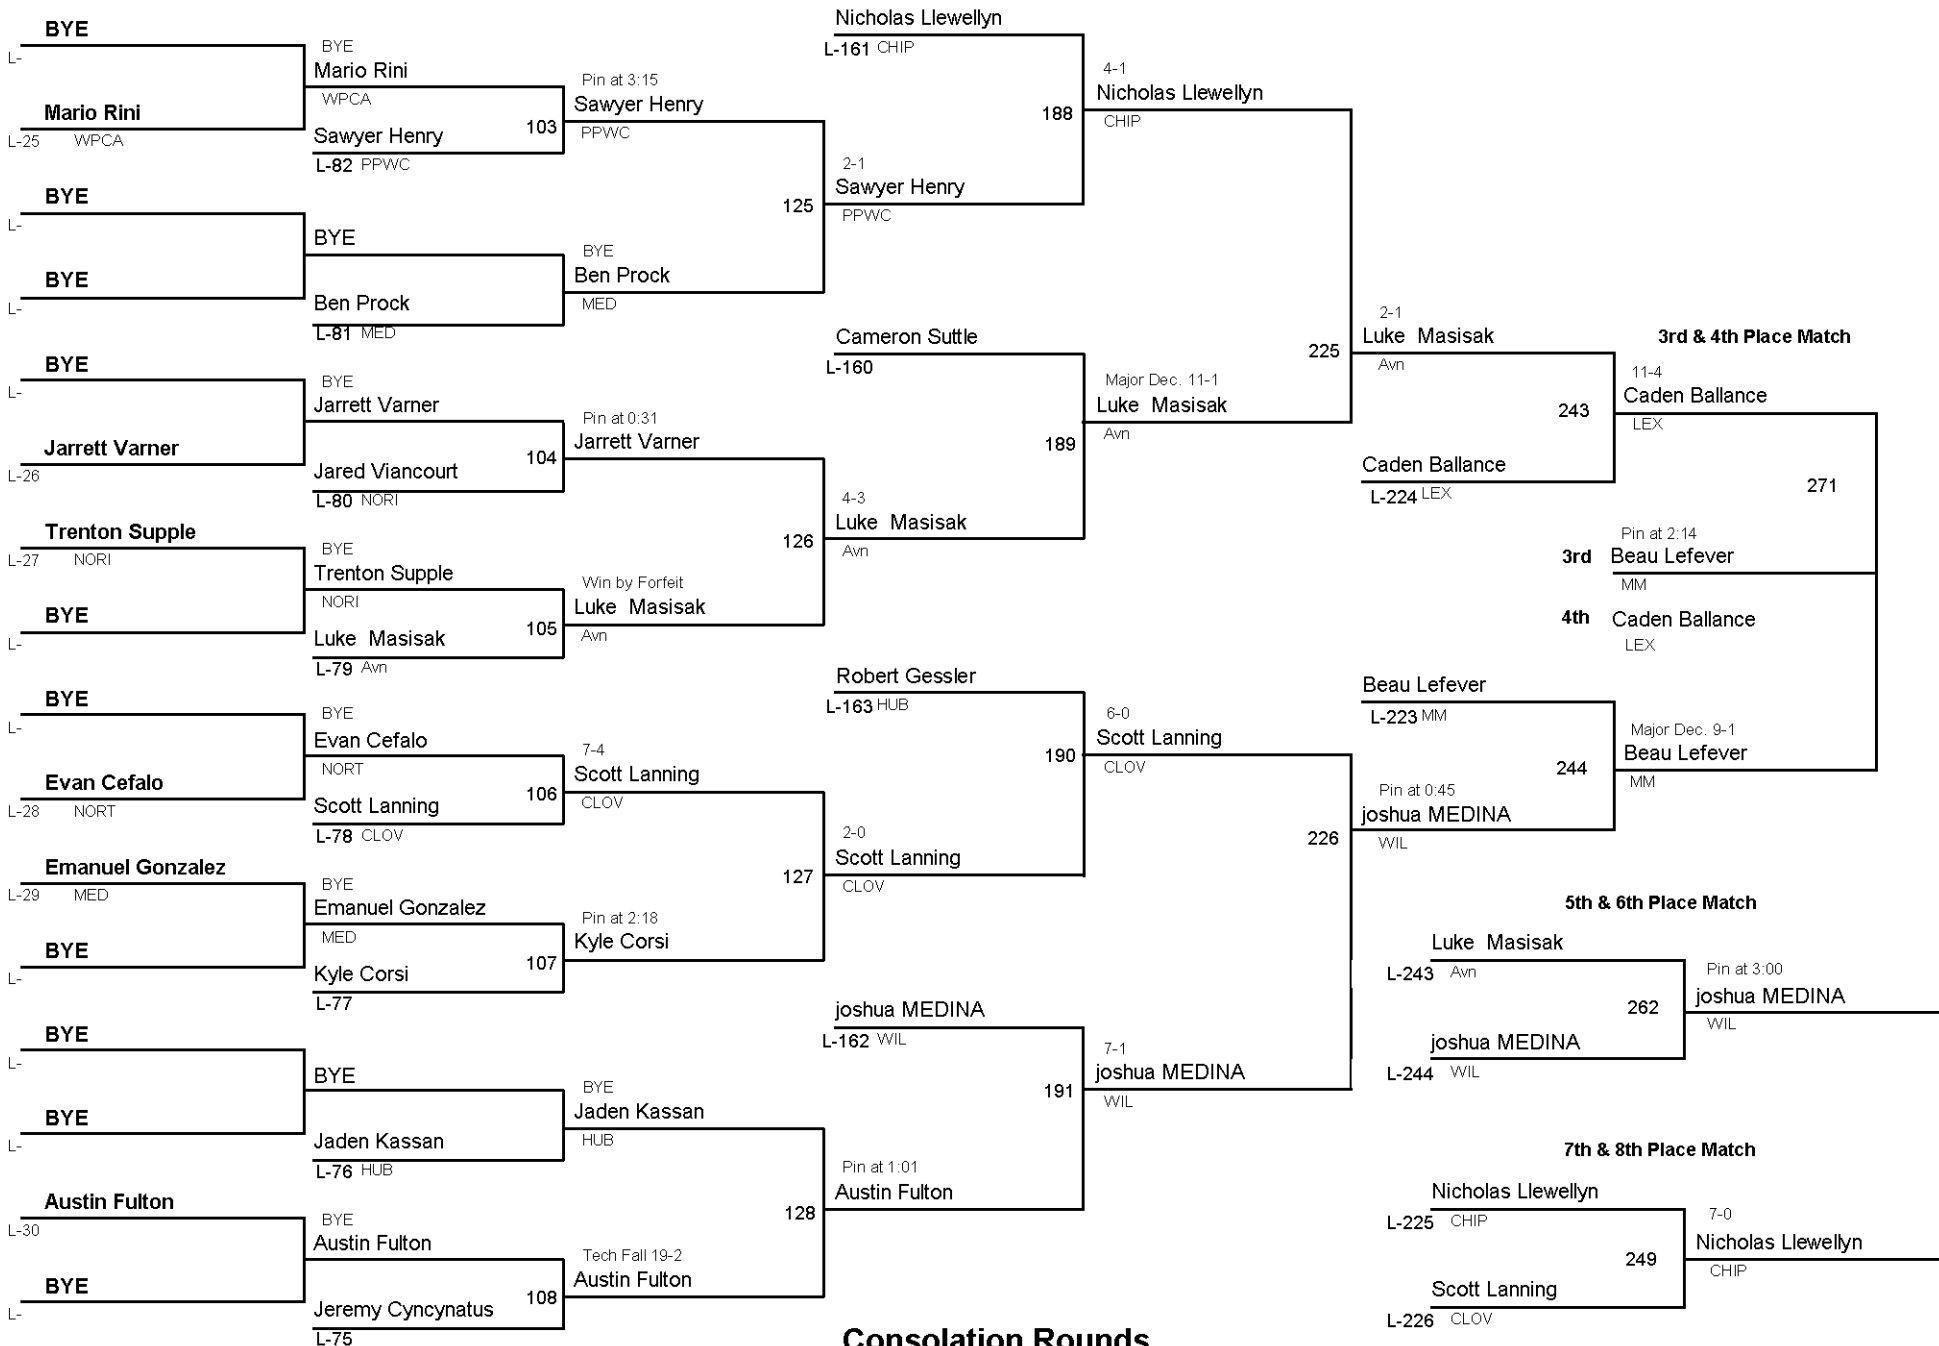 BYE
L-
Mario Rini
L-25 WPCA
BYE
L-
BYE
L-
BYE
L-
Jarrett Varner
L-26
Trenton Supple
L-27 NORI
BYE
L-
BYE
L-
Evan Cefalo
L-28 NORT
Emanuel Gonzalez
L-29 MED
BYE
L-
BYE
L-
BYE
L-
Austin Fulton
L-30
BYE
L-
BYE
Mario Rini
WPCA
103
Sawyer Henry
L-82 PPWC
BYE
Ben Prock
L-81 MED
BYE
Jarrett Varner
104
Jared Viancourt
L-80 NORI
BYE
Trenton Supple
NORI
105
Luke Masisak
L-79 Avn
BYE
Evan Cefalo
NORT
106
Scott Lanning
L-78 CLOV
BYE
Emanuel Gonzalez
MED
107
Kyle Corsi
L-77
BYE
Jaden Kassan
L-76 HUB
BYE
Austin Fulton
108
Jeremy Cyncynatus
L-75
Pin at 3:15
Sawyer Henry
PPWC
125
BYE
Ben Prock
MED
Pin at 0:31
Jarrett Varner
126
Win by Forfeit
Luke Masisak
Avn
7-4
Scott Lanning
CLOV
127
Pin at 2:18
Kyle Corsi
BYE
Jaden Kassan
HUB
128
Tech Fall 19-2
Austin Fulton
Nicholas Llewellyn
L-161 CHIP
188
2-1
Sawyer Henry
PPWC
Cameron Suttle
L-160
189
4-3
Luke Masisak
Avn
Robert Gessler
L-163 HUB
190
2-0
Scott Lanning
CLOV
joshua MEDINA
L-162 WIL
191
Pin at 1:01
Austin Fulton
Consolation Rounds
4-1
Nicholas Llewellyn
CHIP
225
Major Dec. 11-1
Luke Masisak
Avn
6-0
Scott Lanning
CLOV
226
7-1
joshua MEDINA
WIL
2-1
Luke Masisak
Avn
243
Caden Ballance
L-224 LEX
Beau Lefever
L-223 MM
244
Pin at 0:45
joshua MEDINA
WIL
3rd & 4th Place Match
11-4
Caden Ballance
LEX
271
Pin at 2:14
3rd Beau Lefever
MM
4th Caden Ballance
LEX
Major Dec. 9-1
Beau Lefever
MM
5th & 6th Place Match
Luke Masisak
L-243 Avn
262
joshua MEDINA
L-244 WIL
Pin at 3:00
joshua MEDINA
WIL
7th & 8th Place Match
Nicholas Llewellyn
L-225 CHIP
249
Scott Lanning
L-226 CLOV
7-0
Nicholas Llewellyn
CHIP